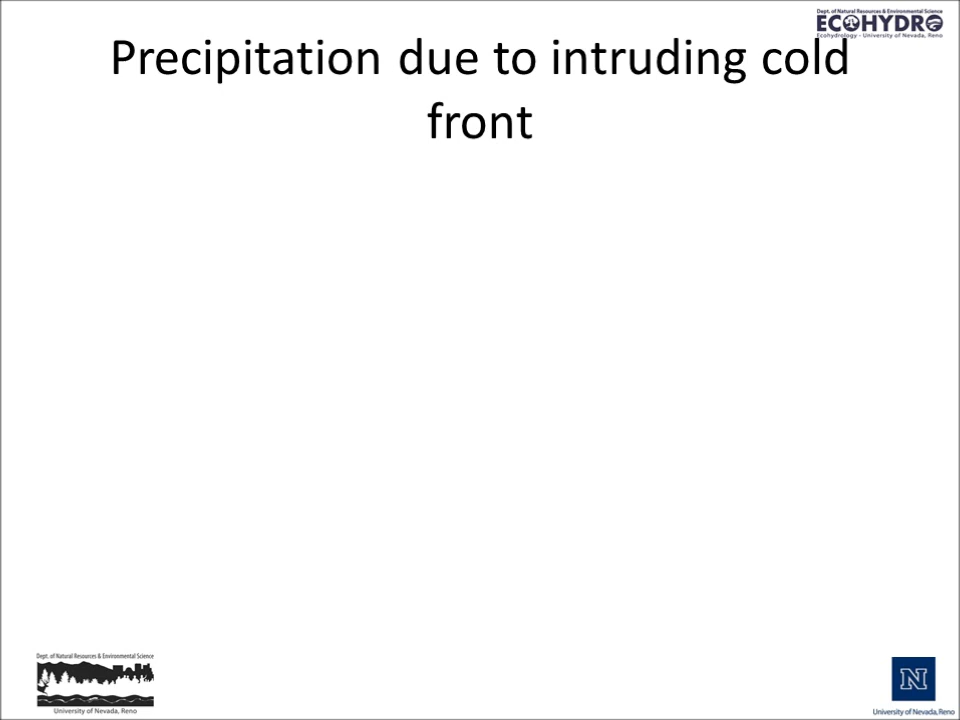 Dept. of Natural Resources & Environmental Science
ECOHYDRO
Ecohydrology - University of Nevada, Reno
Precipitation due to intruding cold
front
Dept. of Natural Resources & Environmental Science
University of Nevada, Reno
N
University of Nevada, Reno